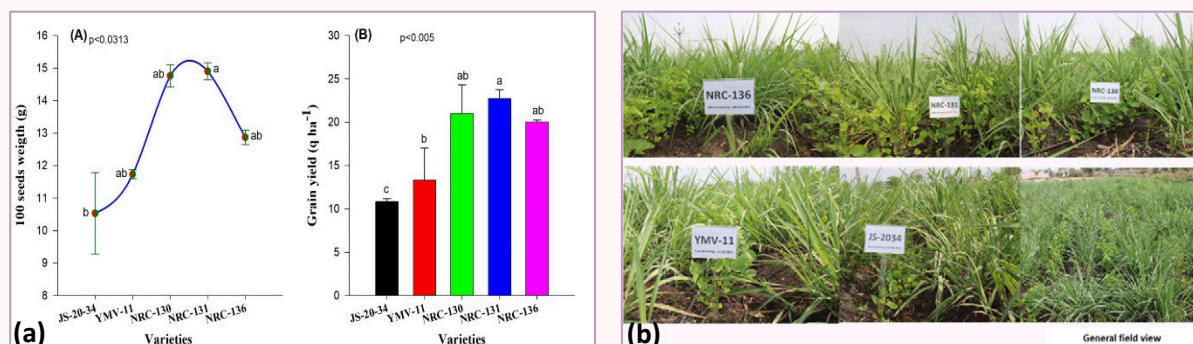 (A)
p<0.0313
100 seeds weigth (g)
16
15
14
13
12
11
10
9
8
b
ab
ab
a
ab
JS-20-34
YMV-11
NRC-130
NRC-131
NRC-136
Varieties
(a)
(B)
p<0.005
Grain yield (q ha⁻¹)
30
25
20
15
10
5
0
c
b
ab
a
ab
JS-20-34
YMV-11
NRC-130
NRC-131
NRC-136
Varieties
NRC-136
NRC-131
NRC-130
YMV-11
JS-2034
(b)
General field view